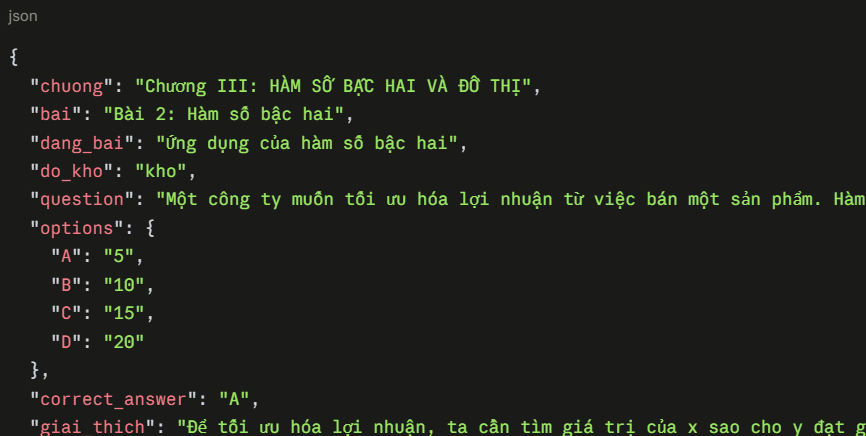 json
{
"chuong": "Chương III: HÀM SỐ BẬC HAI VÀ ĐỒ THỊ",
"bai": "Bài 2: Hàm số bậc hai",
"dang_bai": "Ứng dụng của hàm số bậc hai",
"do_kho": "kho",
"question": "Một công ty muốn tối ưu hóa lợi nhuận từ việc bán một sản phẩm. Hàm
"options": {
"A": "5",
"B": "10",
"C": "15",
"D": "20"
},
"correct_answer": "A",
"giai_thich": "Để tối ưu hóa lợi nhuận, ta cần tìm giá trị của x sao cho y đạt g